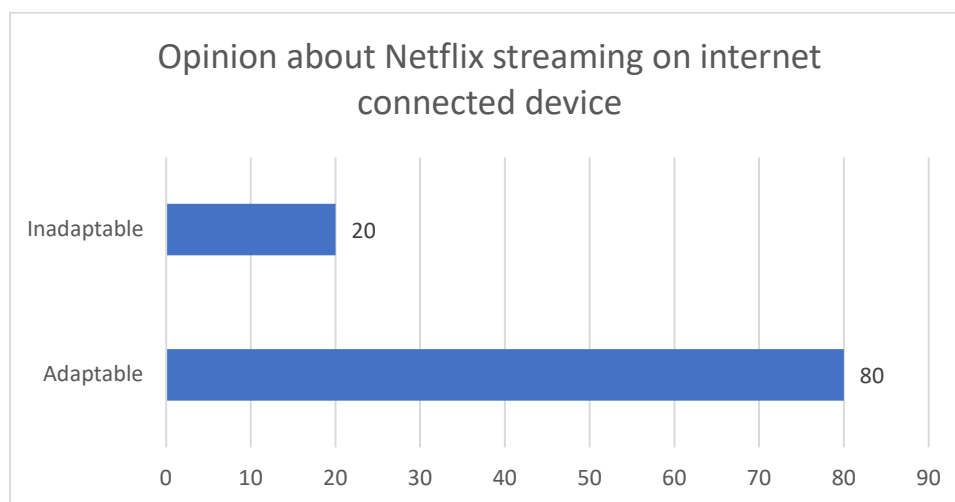 Opinion about Netflix streaming on internet
connected device
Inadaptable
20
Adaptable
80
0 10 20 30 40 50 60 70 80 90